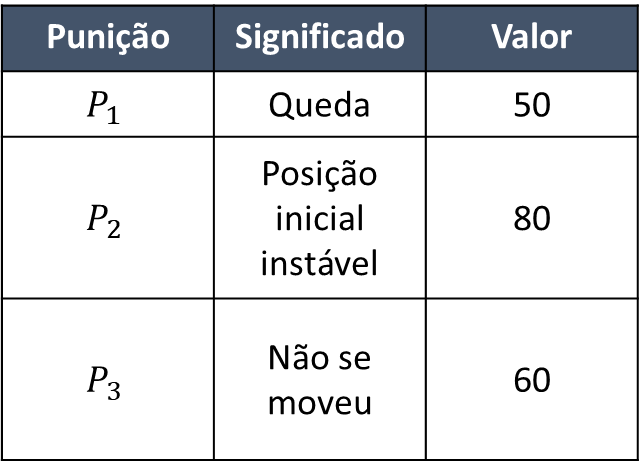 Punição Significado Valor
P₁ Queda 50
Posição
P₂ inicial 80
instável
Não se
P₃ 60
moveu